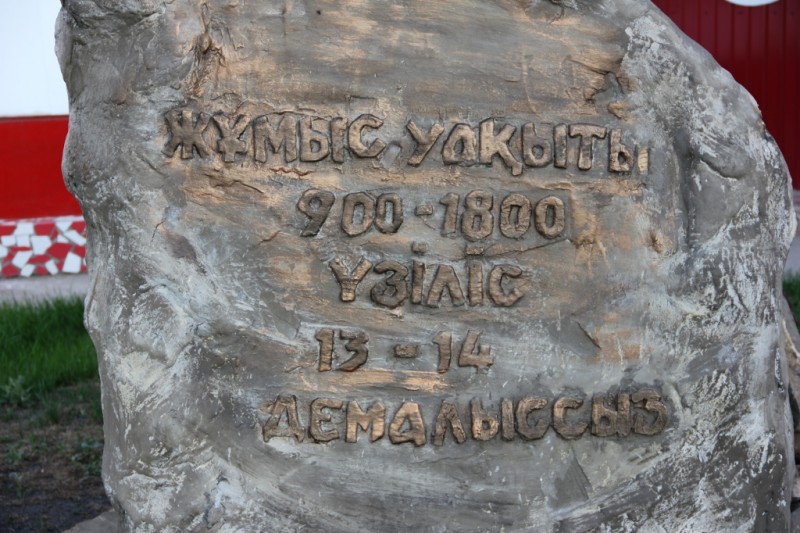 ЖҰМЫС УАҚЫТЫ
900-1800
ҮЗІЛІС
13-14
ДЕМАЛЫССЫЗ